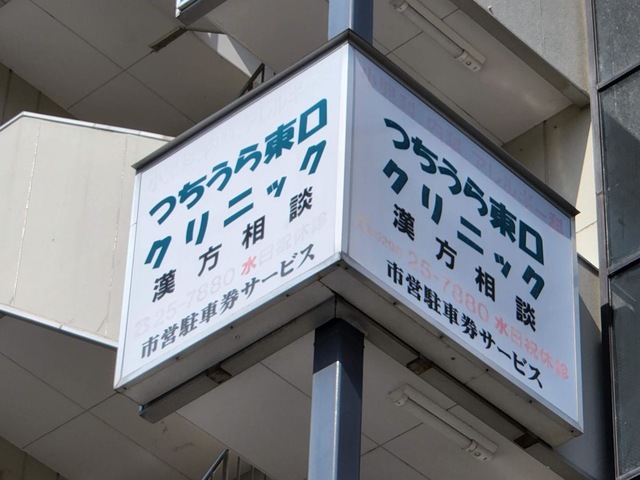 つちうら東口
クリニック
漢方相談
☎25-7880 水日祝休診
市営駐車券サービス
つちうら東口
クリニック
漢方相談
25-7880 水日祝休診
市営駐車券サービス